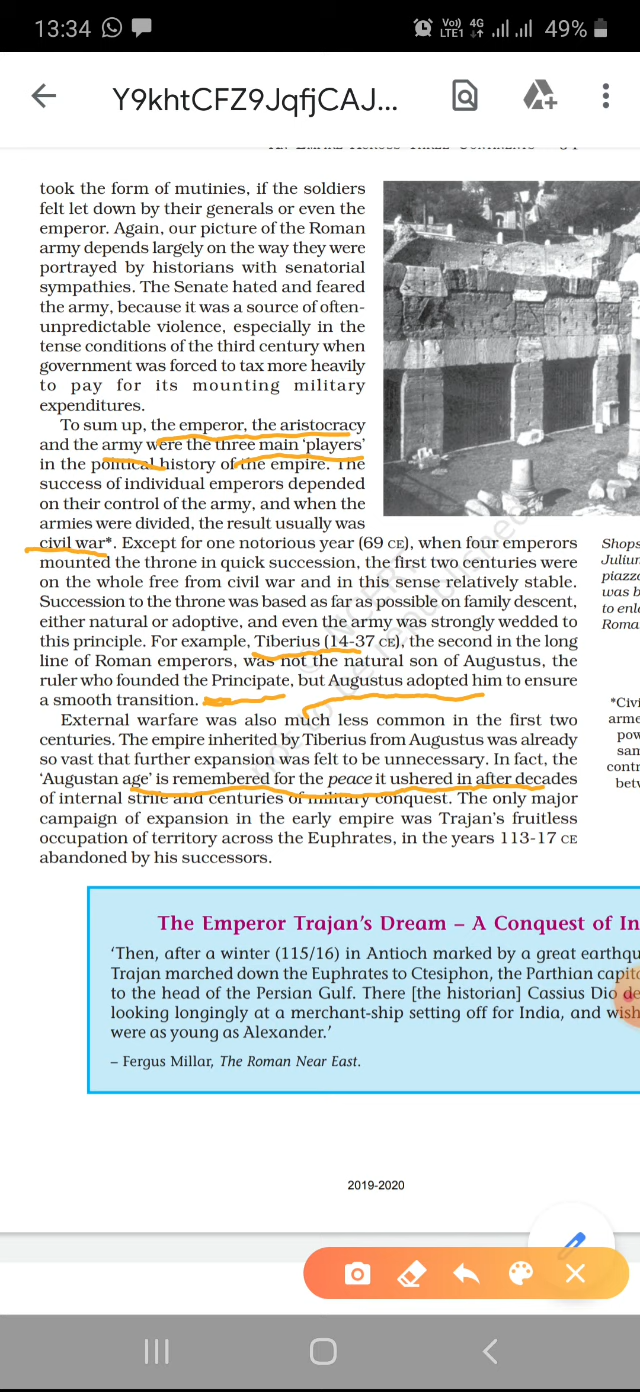 13:34
Vo)) 4G
LTE1
49%
Y9khtCFZ9JqfjCAJ...
took the form of mutinies, if the soldiers
felt let down by their generals or even the
emperor. Again, our picture of the Roman
army depends largely on the way they were
portrayed by historians with senatorial
sympathies. The Senate hated and feared
the army, because it was a source of often-
unpredictable violence, especially in the
tense conditions of the third century when
government was forced to tax more heavily
to pay for its mounting military
expenditures.
To sum up, the emperor, the aristocracy
and the army were the three main ‘players’
in the political history of the empire. The
success of individual emperors depended
on their control of the army, and when the
armies were divided, the result usually was
civil war*. Except for one notorious year (69 CE), when four emperors
mounted the throne in quick succession, the first two centuries were
on the whole free from civil war and in this sense relatively stable.
Succession to the throne was based as far as possible on family descent,
either natural or adoptive, and even the army was strongly wedded to
this principle. For example, Tiberius (14-37 CE), the second in the long
line of Roman emperors, was not the natural son of Augustus, the
ruler who founded the Principate, but Augustus adopted him to ensure
a smooth transition.
External warfare was also much less common in the first two
centuries. The empire inherited by Tiberius from Augustus was already
so vast that further expansion was felt to be unnecessary. In fact, the
‘Augustan age’ is remembered for the peace it ushered in after decades
of internal strife and centuries of military conquest. The only major
campaign of expansion in the early empire was Trajan’s fruitless
occupation of territory across the Euphrates, in the years 113-17 CE
abandoned by his successors.
Shops
Julium
piazza
was b
to enl
Roma
*Civi
arme
pow
sam
contr
betw
The Emperor Trajan’s Dream – A Conquest of In
‘Then, after a winter (115/16) in Antioch marked by a great earthqu
Trajan marched down the Euphrates to Ctesiphon, the Parthian capit
to the head of the Persian Gulf. There [the historian] Cassius Dio de
looking longingly at a merchant-ship setting off for India, and wish
were as young as Alexander.’
– Fergus Millar, The Roman Near East.
2019-2020